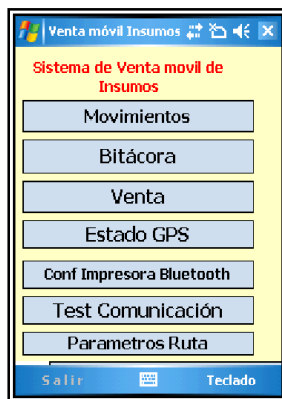 Venta móvil Insumos
Sistema de Venta movil de
Insumos
Movimientos
Bitácora
Venta
Estado GPS
Conf Impresora Bluetooth
Test Comunicación
Parametros Ruta
Salir
Teclado